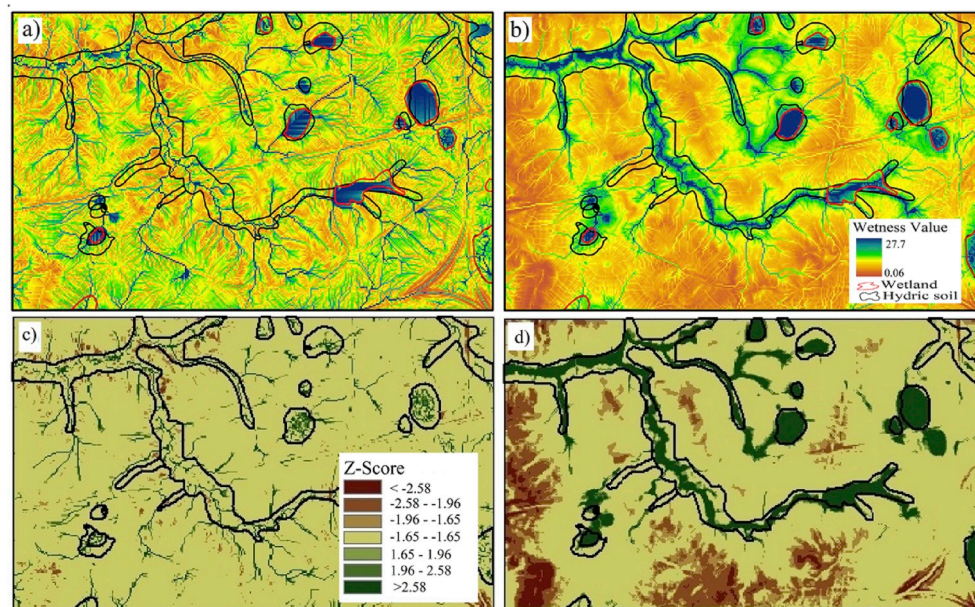 a)
b)
Wetness Value
27.7
0.06
Wetland
Hydric soil
c)
d)
Z-Score
< -2.58
-2.58 - -1.96
-1.96 - -1.65
-1.65 - -1.65
1.65 - 1.96
1.96 - 2.58
>2.58